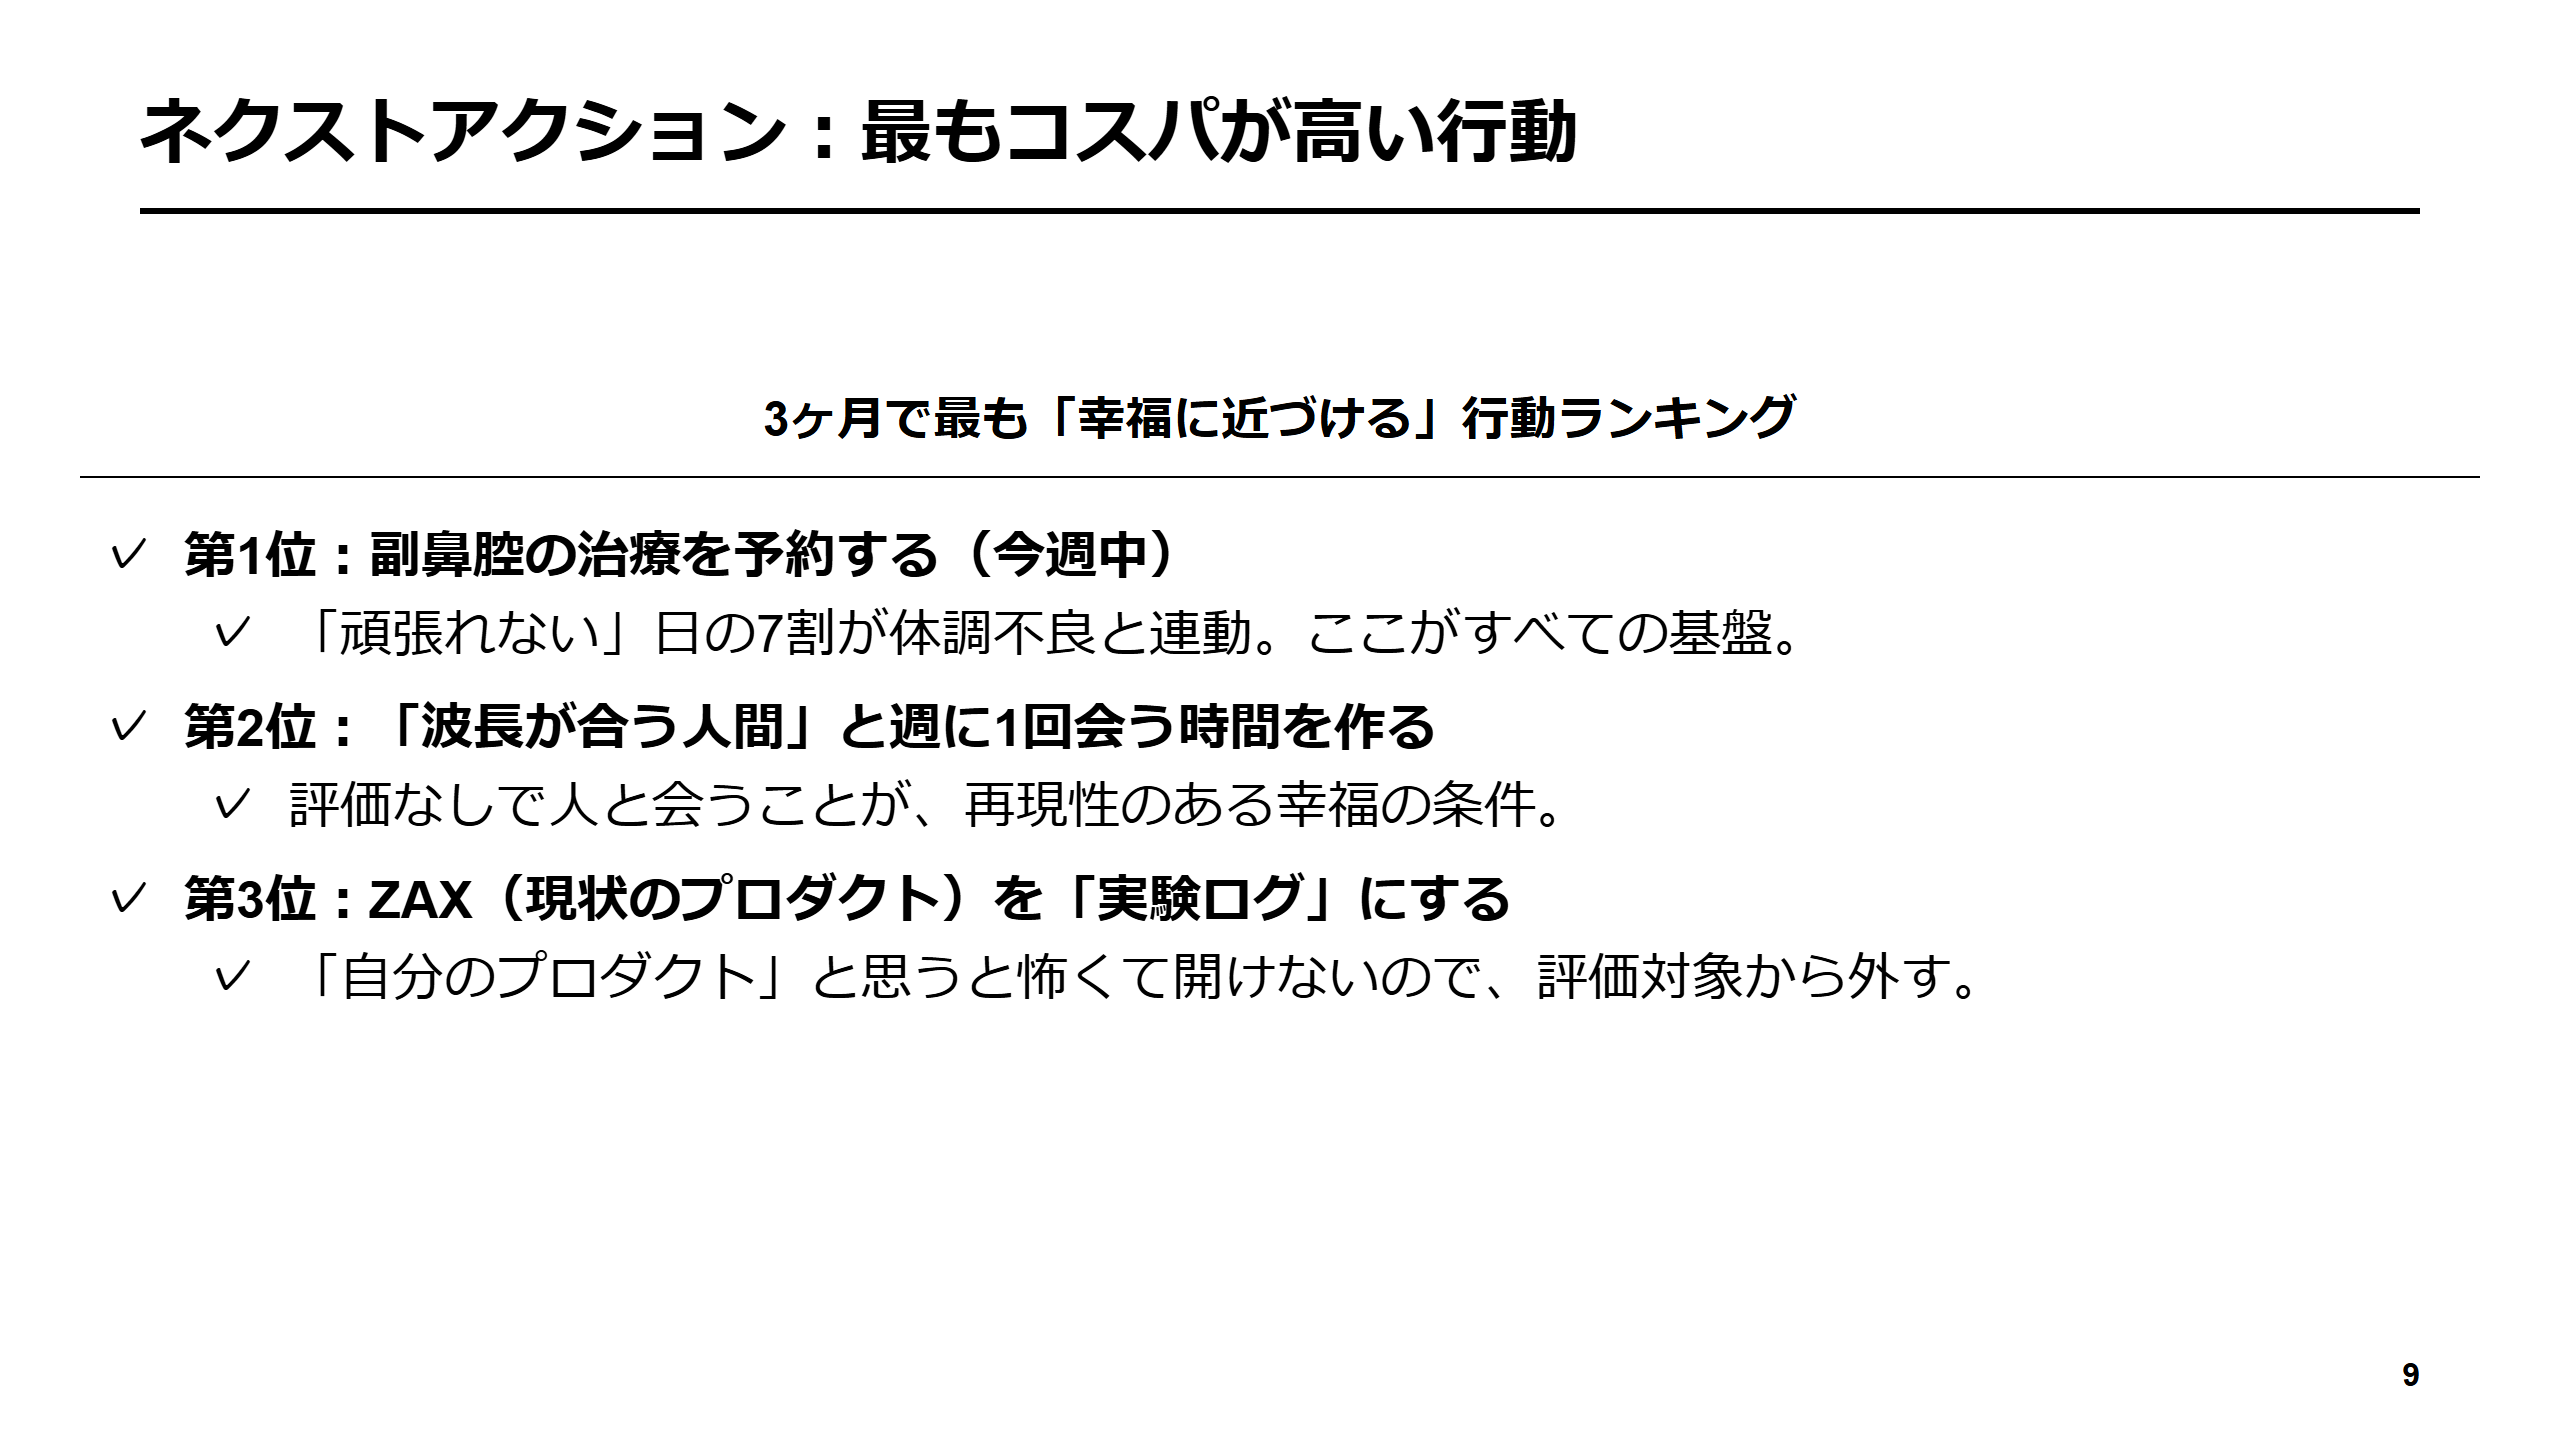 ネクストアクション：最もコスパが高い行動
3ヶ月で最も「幸福に近づける」行動ランキング
✓ 第1位：副鼻腔の治療を予約する（今週中）
✓ 「頑張れない」日の7割が体調不良と連動。ここがすべての基盤。
✓ 第2位：「波長が合う人間」と週に1回会う時間を作る
✓ 評価なしで人と会うことが、再現性のある幸福の条件。
✓ 第3位：ZAX（現状のプロダクト）を「実験ログ」にする
✓ 「自分のプロダクト」と思うと怖くて開けないので、評価対象から外す。
9